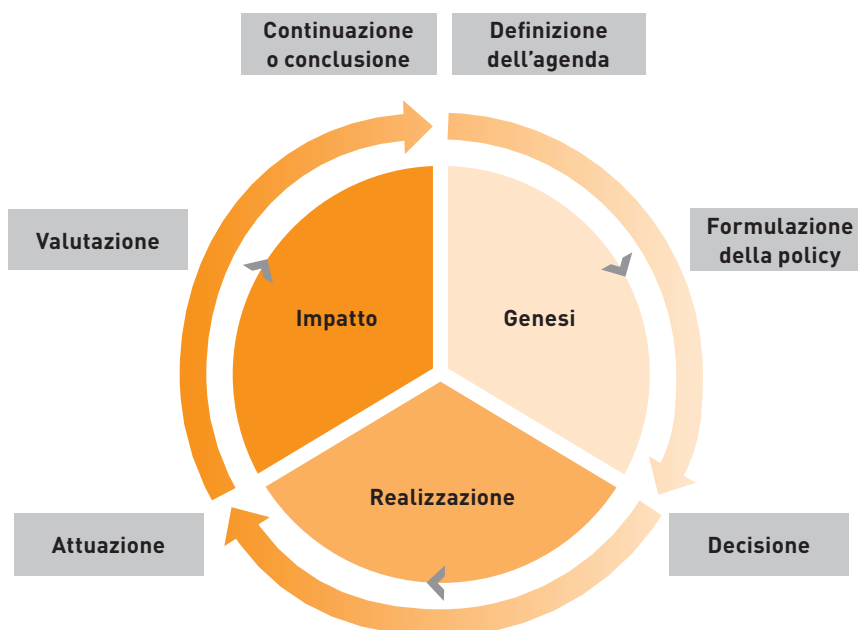 Continuazione
o conclusione
Definizione
dell'agenda
Valutazione
Formulazione
della policy
Impatto
Genesi
Realizzazione
Attuazione
Decisione